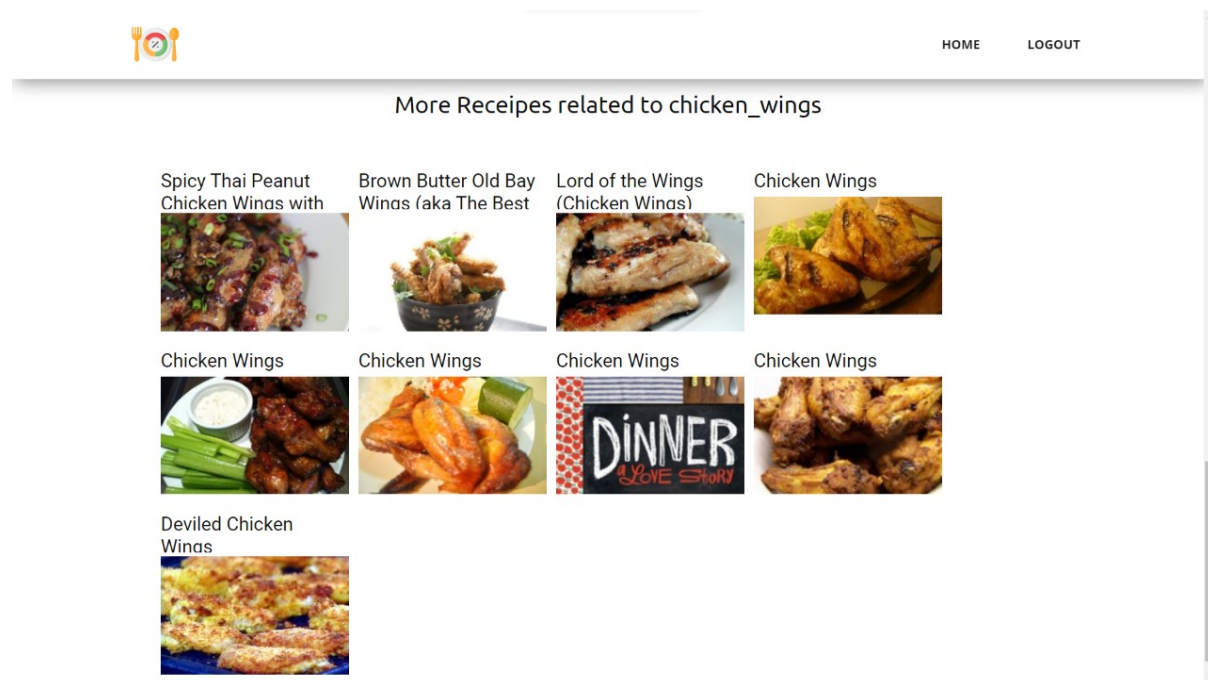 HOME LOGOUT
More Receipes related to chicken_wings
Spicy Thai Peanut
Chicken Wings with
Brown Butter Old Bay
Wings (aka The Best
Lord of the Wings
(Chicken Wings)
Chicken Wings
Chicken Wings
Chicken Wings
Chicken Wings
DINNER
a LOVE STORY
Chicken Wings
Deviled Chicken
Wings